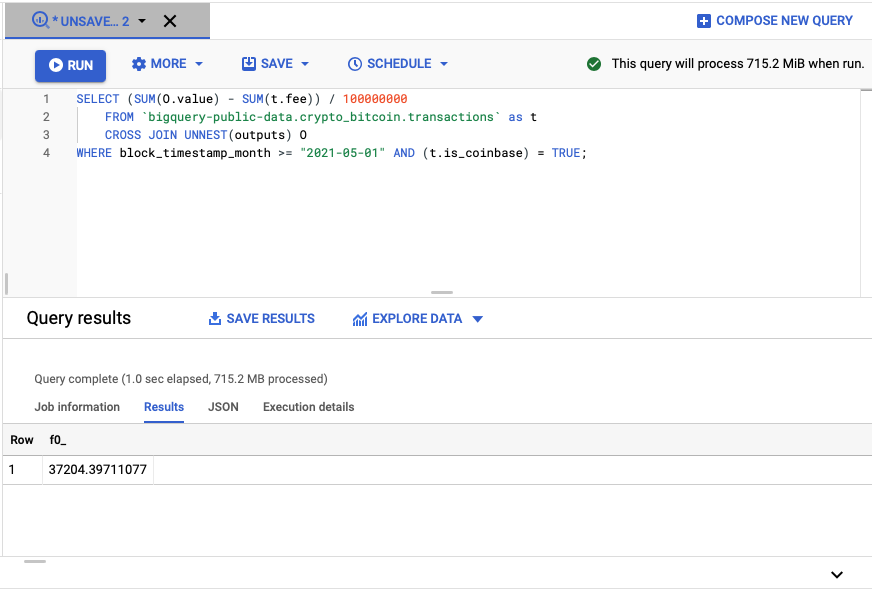 * UNSAVE... 2
COMPOSE NEW QUERY
RUN MORE SAVE SCHEDULE This query will process 715.2 MiB when run.
1 SELECT (SUM(O.value) - SUM(t.fee)) / 100000000
2 FROM `bigquery-public-data.crypto_bitcoin.transactions` as t
3 CROSS JOIN UNNEST(outputs) O
4 WHERE block_timestamp_month >= "2021-05-01" AND (t.is_coinbase) = TRUE;
Query results SAVE RESULTS EXPLORE DATA
Query complete (1.0 sec elapsed, 715.2 MB processed)
Job information Results JSON Execution details
Row f0_
1 37204.39711077